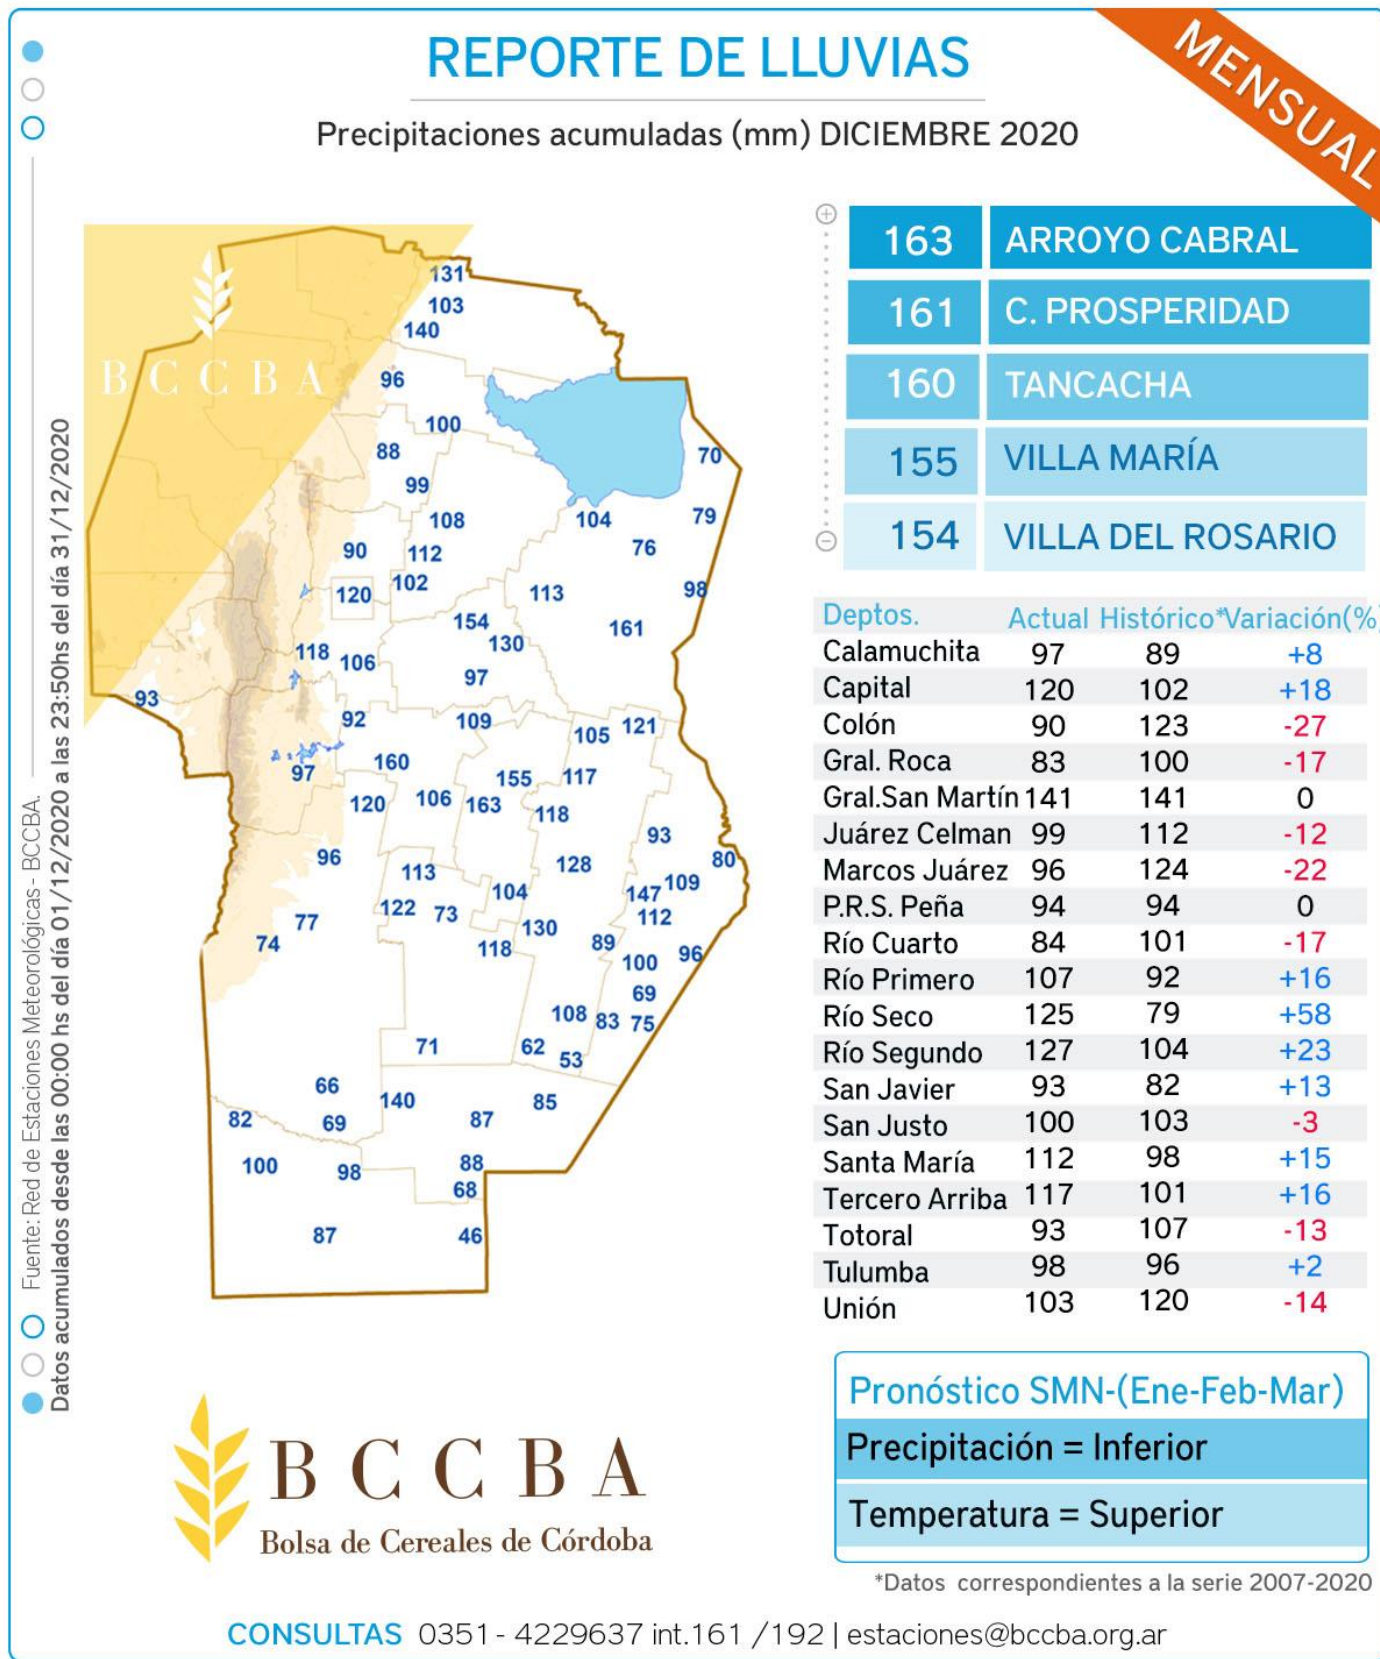 REPORTE DE LLUVIAS
MENSUAL
Precipitaciones acumuladas (mm) DICIEMBRE 2020
163 ARROYO CABRAL
161 C. PROSPERIDAD
160 TANCACHA
155 VILLA MARÍA
154 VILLA DEL ROSARIO
BCCBA
131
103
140
96
100
88
70
99
108
104
79
90
112
76
120
102
113
98
154
130
161
118
106
97
93
92
109
105
121
160
155
117
97
120
106
163
118
93
96
128
80
113
104
147
109
122
73
112
77
130
74
118
89
96
100
69
108
83
75
71
62
53
66
140
85
82
69
87
100
98
88
68
87
46
Deptos. Actual Histórico* Variación(%)
Calamuchita 97 89 +8
Capital 120 102 +18
Colón 90 123 -27
Gral. Roca 83 100 -17
Gral.San Martín 141 141 0
Juárez Celman 99 112 -12
Marcos Juárez 96 124 -22
P.R.S. Peña 94 94 0
Río Cuarto 84 101 -17
Río Primero 107 92 +16
Río Seco 125 79 +58
Río Segundo 127 104 +23
San Javier 93 82 +13
San Justo 100 103 -3
Santa María 112 98 +15
Tercero Arriba 117 101 +16
Totoral 93 107 -13
Tulumba 98 96 +2
Unión 103 120 -14
Pronóstico SMN-(Ene-Feb-Mar)
Precipitación = Inferior
Temperatura = Superior
*Datos correspondientes a la serie 2007-2020
Fuente: Red de Estaciones Meteorológicas - BCCBA.
Datos acumulados desde las 00:00 hs del día 01/12/2020 a las 23:50hs del día 31/12/2020
BCCBA
Bolsa de Cereales de Córdoba
CONSULTAS 0351 - 4229637 int.161 /192 | estaciones@bccba.org.ar